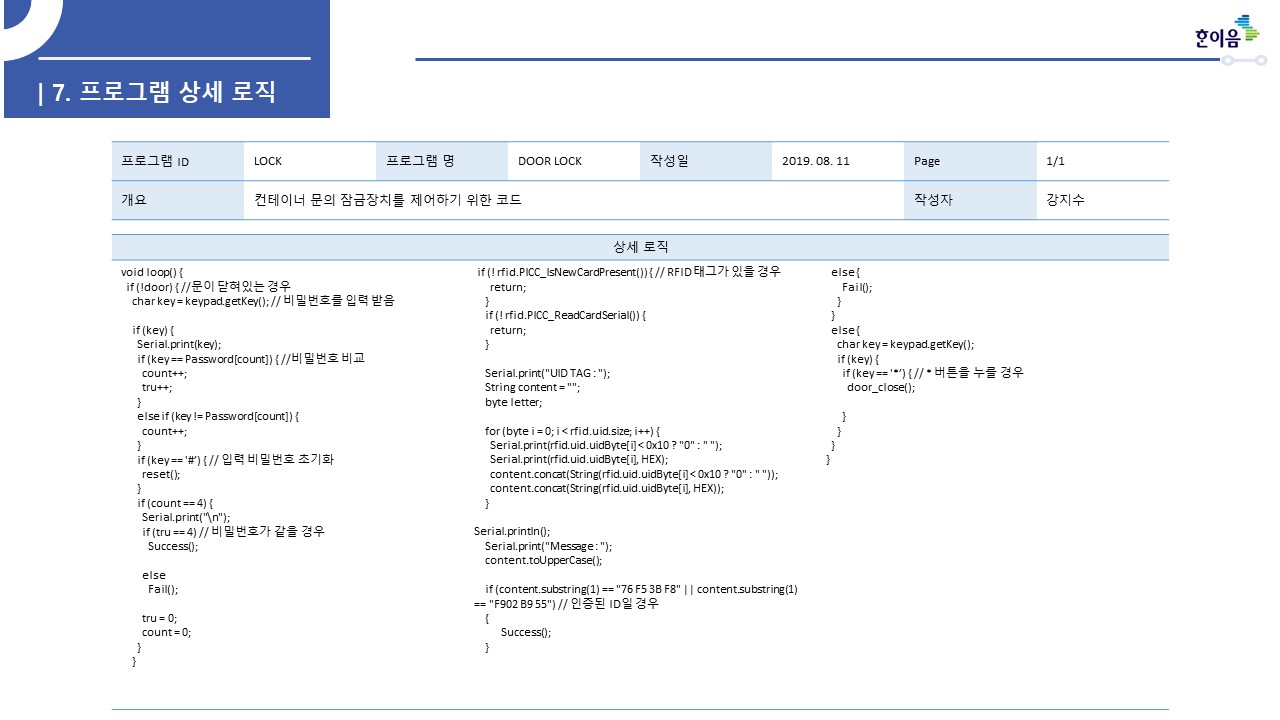 한이음
| 7. 프로그램 상세 로직
프로그램 ID LOCK 프로그램 명 DOOR LOCK 작성일 2019. 08. 11 Page 1/1
개요 컨테이너 문의 잠금장치를 제어하기 위한 코드 작성자 강지수
상세 로직
void loop() {
if (!door) { //문이 닫혀있는 경우
char key = keypad.getKey(); // 비밀번호를 입력 받음
if (key) {
Serial.print(key);
if (key == Password[count]) { //비밀번호 비교
count++;
tru++;
}
else if (key != Password[count]) {
count++;
}
if (key == '#') { // 입력 비밀번호 초기화
reset();
}
if (count == 4) {
Serial.print("\n");
if (tru == 4) // 비밀번호가 같을 경우
Success();
else
Fail();
tru = 0;
count = 0;
}
}
if (! rfid.PICC_IsNewCardPresent()) { // RFID 태그가 있을 경우
return;
}
if (! rfid.PICC_ReadCardSerial()) {
return;
}
Serial.print("UID TAG : ");
String content = "";
byte letter;
for (byte i = 0; i < rfid.uid.size; i++) {
Serial.print(rfid.uid.uidByte[i] < 0x10 ? "0" : " ");
Serial.print(rfid.uid.uidByte[i], HEX);
content.concat(String(rfid.uid.uidByte[i] < 0x10 ? "0" : " "));
content.concat(String(rfid.uid.uidByte[i], HEX));
}
Serial.println();
Serial.print("Message : ");
content.toUpperCase();
if (content.substring(1) == "76 F5 3B F8" || content.substring(1)
== "F902 B9 55") // 인증된 ID일 경우
{
Success();
}
else {
Fail();
}
}
else {
char key = keypad.getKey();
if (key) {
if (key == '*') { // * 버튼을 누를 경우
door_close();
}
}
}
}